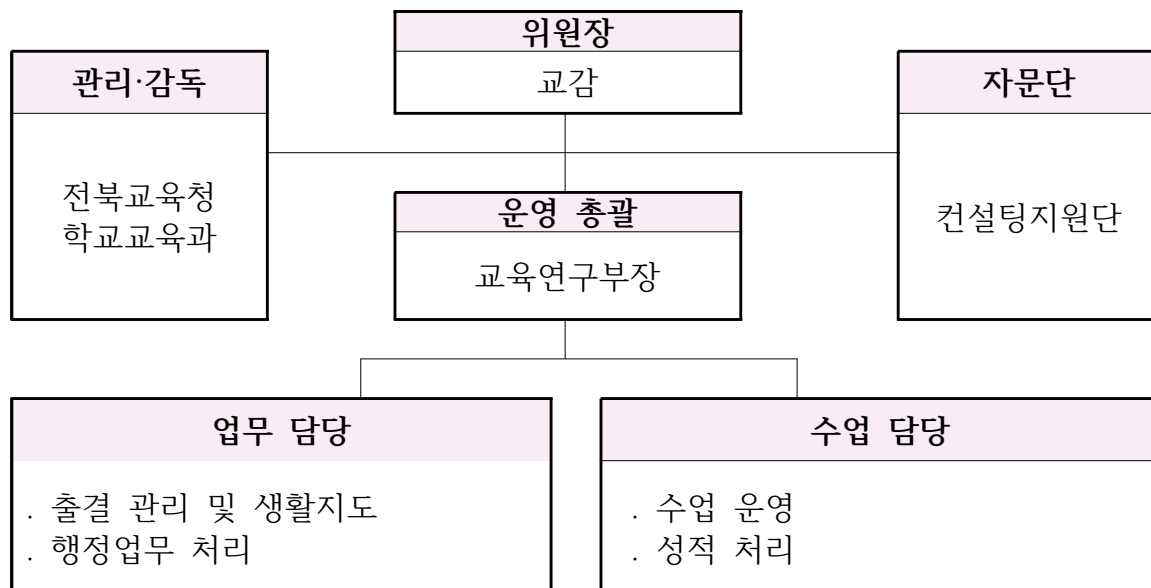 위원장
교감
관리·감독
전북교육청
학교교육과
자문단
컨설팅지원단
운영 총괄
교육연구부장
업무 담당
. 출결 관리 및 생활지도
. 행정업무 처리
수업 담당
. 수업 운영
. 성적 처리